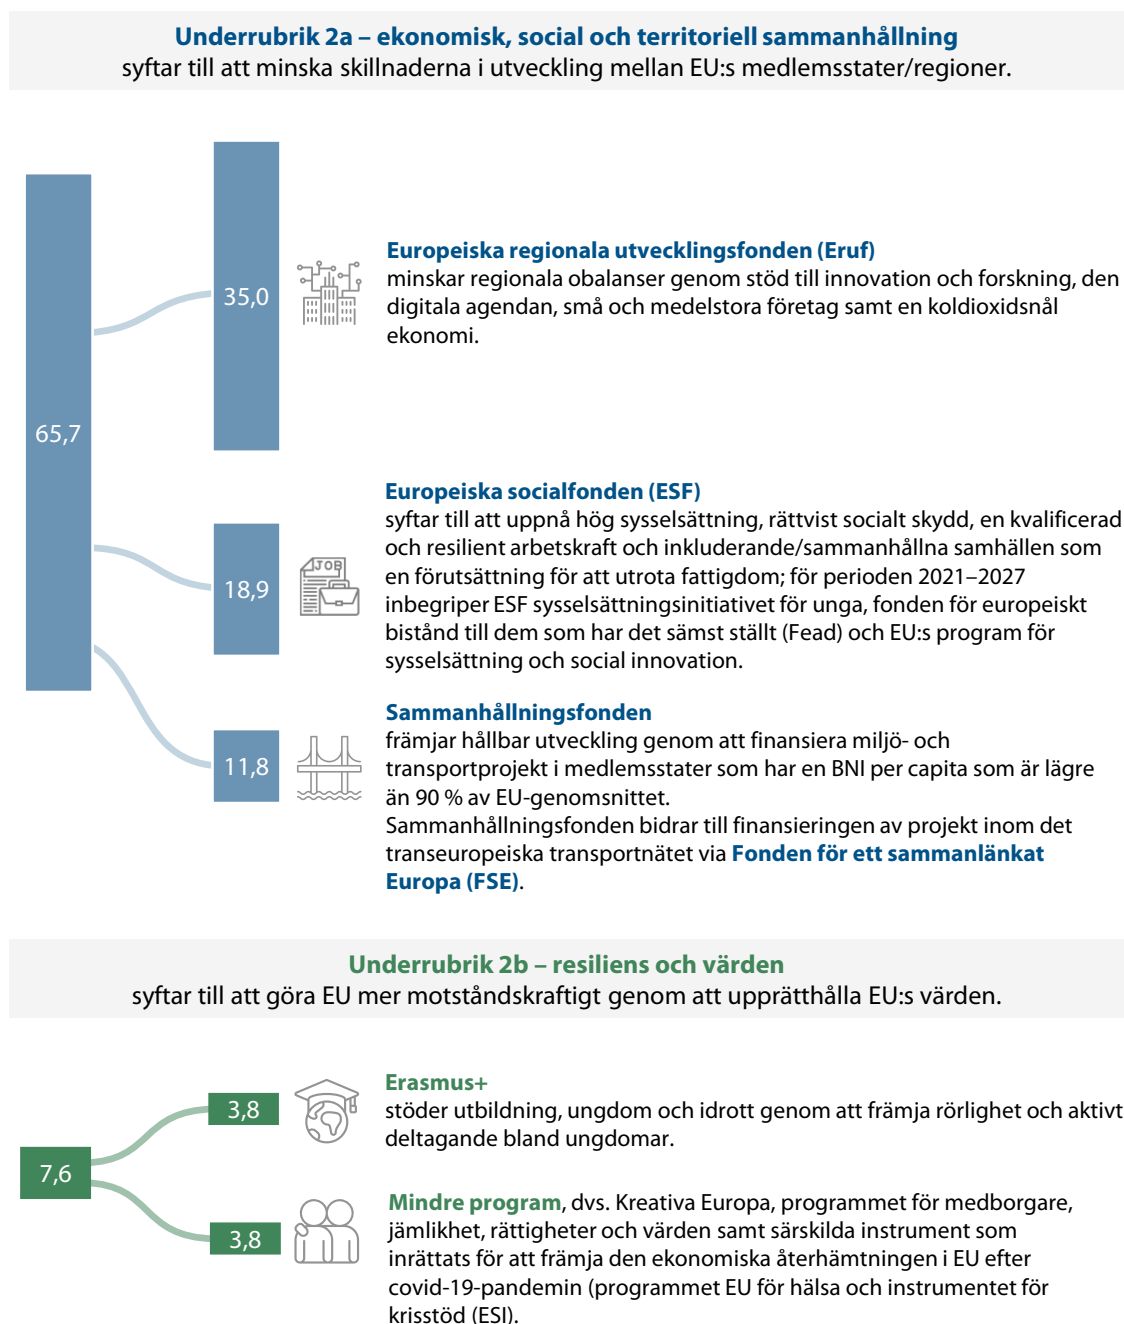 Underrubrik 2a – ekonomisk, social och territoriell sammanhållning
syftar till att minska skillnaderna i utveckling mellan EU:s medlemsstater/regioner.
65,7
35,0
Europeiska regionala utvecklingsfonden (Eruf)
minskar regionala obalanser genom stöd till innovation och forskning, den
digitala agendan, små och medelstora företag samt en koldioxidsnål
ekonomi.
18,9
JOB
Europeiska socialfonden (ESF)
syftar till att uppnå hög sysselsättning, rättvist socialt skydd, en kvalificerad
och resilient arbetskraft och inkluderande/sammanhållna samhällen som
en förutsättning för att utrota fattigdom; för perioden 2021–2027
inbegriper ESF sysselsättningsinitiativet för unga, fonden för europeiskt
bistånd till dem som har det sämst ställt (Fead) och EU:s program för
sysselsättning och social innovation.
11,8
Sammanhållningsfonden
främjar hållbar utveckling genom att finansiera miljö- och
transportprojekt i medlemsstater som har en BNI per capita som är lägre
än 90 % av EU-genomsnittet.
Sammanhållningsfonden bidrar till finansieringen av projekt inom det
transeuropeiska transportnätet via Fonden för ett sammanlänkat
Europa (FSE).
Underrubrik 2b – resiliens och värden
syftar till att göra EU mer motståndskraftigt genom att upprätthålla EU:s värden.
7,6
3,8
Erasmus+
stöder utbildning, ungdom och idrott genom att främja rörlighet och aktivt
deltagande bland ungdomar.
3,8
Mindre program, dvs. Kreativa Europa, programmet för medborgare,
jämlikhet, rättigheter och värden samt särskilda instrument som
inrättats för att främja den ekonomiska återhämtningen i EU efter
covid-19-pandemin (programmet EU för hälsa och instrumentet för
krisstöd (ESI).